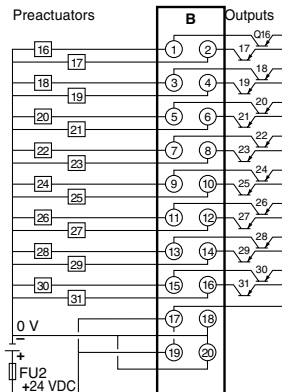 Preactuators B Outputs
16 1 2 Q16
17 17
18 3 4 18
19 19
20 5 6 20
21 21
22 7 8 22
23 23
24 9 10 24
25 25
26 11 12 26
27 27
28 13 14 28
29 29
30 15 16 30
31 31
17 18
0 V
−
19 20
+
FU2
+24 VDC